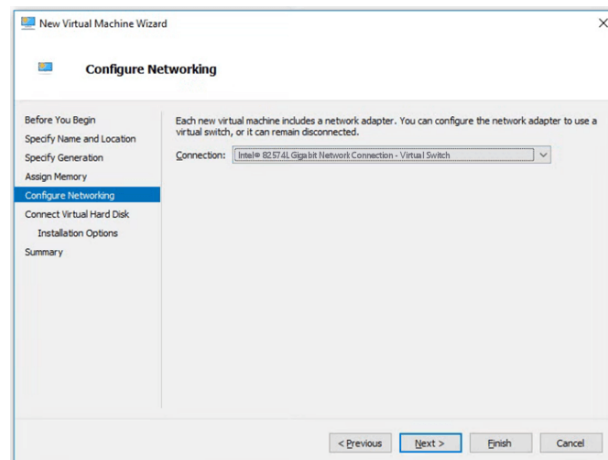 New Virtual Machine Wizard
Configure Networking
Before You Begin
Specify Name and Location
Specify Generation
Assign Memory
Configure Networking
Connect Virtual Hard Disk
Installation Options
Summary
Each new virtual machine includes a network adapter. You can configure the network adapter to use a
virtual switch, or it can remain disconnected.
Connection: Intel® 82574L Gigabit Network Connection - Virtual Switch
< Previous Next > Finish Cancel